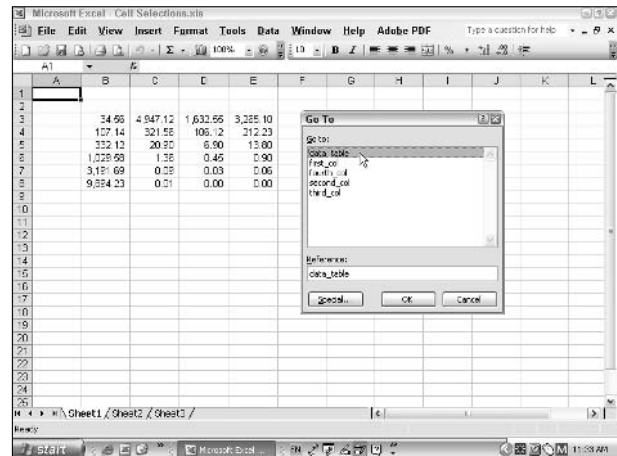 Microsoft Excel - Cell Selections.xls
File Edit View Insert Format Tools Data Window Help Adobe PDF Type a question for help
100% 10 B I %
A1 fx
A B C D E F G H I J K L
1
2
3 34.56 4,947.12 1,632.55 3,265.10
4 107.14 321.56 106.12 212.23
5 332.12 20.90 6.90 13.80
6 1,029.58 1.36 0.45 0.90
7 3,191.69 0.09 0.03 0.06
8 9,894.23 0.01 0.00 0.00
9
10
11
12
13
14
15
16
17
18
19
20
21
22
23
24
25
Go To
Go to:
data_table
first_col
fourth_col
second_col
third_col
Reference:
data_table
Special... OK Cancel
Sheet1 / Sheet2 / Sheet3 /
Ready
start Microsoft Excel ... EN 11:33 AM